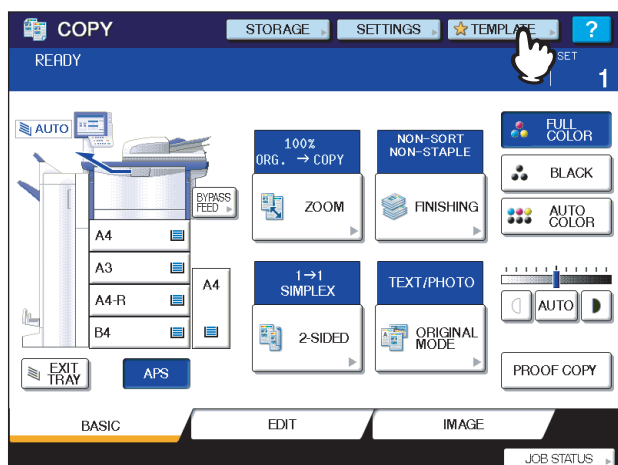 COPY
STORAGE
SETTINGS
TEMPLATE
?
READY
SET
1
AUTO
100%
ORG. → COPY
ZOOM
NON-SORT
NON-STAPLE
FINISHING
FULL
COLOR
BLACK
AUTO
COLOR
BYPASS
FEED
A4
A3
A4-R
B4
A4
1→1
SIMPLEX
2-SIDED
TEXT/PHOTO
ORIGINAL
MODE
AUTO
EXIT
TRAY
APS
PROOF COPY
BASIC
EDIT
IMAGE
JOB STATUS